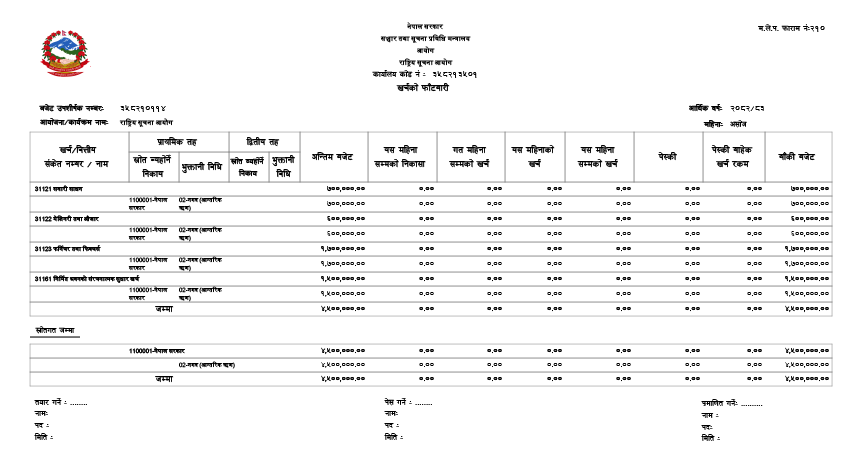 नेपाल सरकार
म.ले.प. फाराम नं:२१०
सञ्चार तथा सूचना प्रविधि मन्त्रालय
आयोग
राष्ट्रिय सूचना आयोग
कार्यालय कोड नं : ३५८२१३५०१
खर्चको फाँटवारी
बजेट उपशीर्षक नम्बरः ३५८२१०११४
आर्थिक वर्षः २०८२/८३
आयोजना/कार्यक्रम नामः राष्ट्रिय सूचना आयोग
महिनाः असोज
खर्च/वित्तीय संकेत नम्बर / नाम प्राथमिक तह द्वितीय तह अन्तिम बजेट यस महिना सम्मको निकासा गत महिना सम्मको खर्च यस महिनाको खर्च यस महिना सम्मको खर्च पेस्की पेस्की बाहेक खर्च रकम बाँकी बजेट
स्रोत व्यहोर्ने निकाय भुक्तानी विधि स्रोत व्यहोर्ने निकाय भुक्तानी विधि
31121 सवारी साधन ७००,०००.०० ०.०० ०.०० ०.०० ०.०० ०.०० ०.०० ७००,०००.००
1100001-नेपाल सरकार 02-नगद (आन्तरिक ऋण) ७००,०००.०० ०.०० ०.०० ०.०० ०.०० ०.०० ०.०० ७००,०००.००
31122 मेशिनरी तथा औजार ६००,०००.०० ०.०० ०.०० ०.०० ०.०० ०.०० ०.०० ६००,०००.००
1100001-नेपाल सरकार 02-नगद (आन्तरिक ऋण) ६००,०००.०० ०.०० ०.०० ०.०० ०.०० ०.०० ०.०० ६००,०००.००
31123 फर्निचर तथा फिक्चर्स १,७००,०००.०० ०.०० ०.०० ०.०० ०.०० ०.०० ०.०० १,७००,०००.००
1100001-नेपाल सरकार 02-नगद (आन्तरिक ऋण) १,७००,०००.०० ०.०० ०.०० ०.०० ०.०० ०.०० ०.०० १,७००,०००.००
31161 निर्मित भवनको संरचनात्मक सुधार खर्च १,५००,०००.०० ०.०० ०.०० ०.०० ०.०० ०.०० ०.०० १,५००,०००.००
1100001-नेपाल सरकार 02-नगद (आन्तरिक ऋण) १,५००,०००.०० ०.०० ०.०० ०.०० ०.०० ०.०० ०.०० १,५००,०००.००
जम्मा ४,५००,०००.०० ०.०० ०.०० ०.०० ०.०० ०.०० ०.०० ४,५००,०००.००
स्रोतगत जम्मा
1100001-नेपाल सरकार ४,५००,०००.०० ०.०० ०.०० ०.०० ०.०० ०.०० ०.०० ४,५००,०००.००
02-नगद (आन्तरिक ऋण) ४,५००,०००.०० ०.०० ०.०० ०.०० ०.०० ०.०० ०.०० ४,५००,०००.००
जम्मा ४,५००,०००.०० ०.०० ०.०० ०.०० ०.०० ०.०० ०.०० ४,५००,०००.००
तयार गर्ने : ........ पेस गर्ने : ........ प्रमाणित गर्नेः ..........
नामः नामः नाम :
पद : पद : पदः
मिति : मिति : मिति :